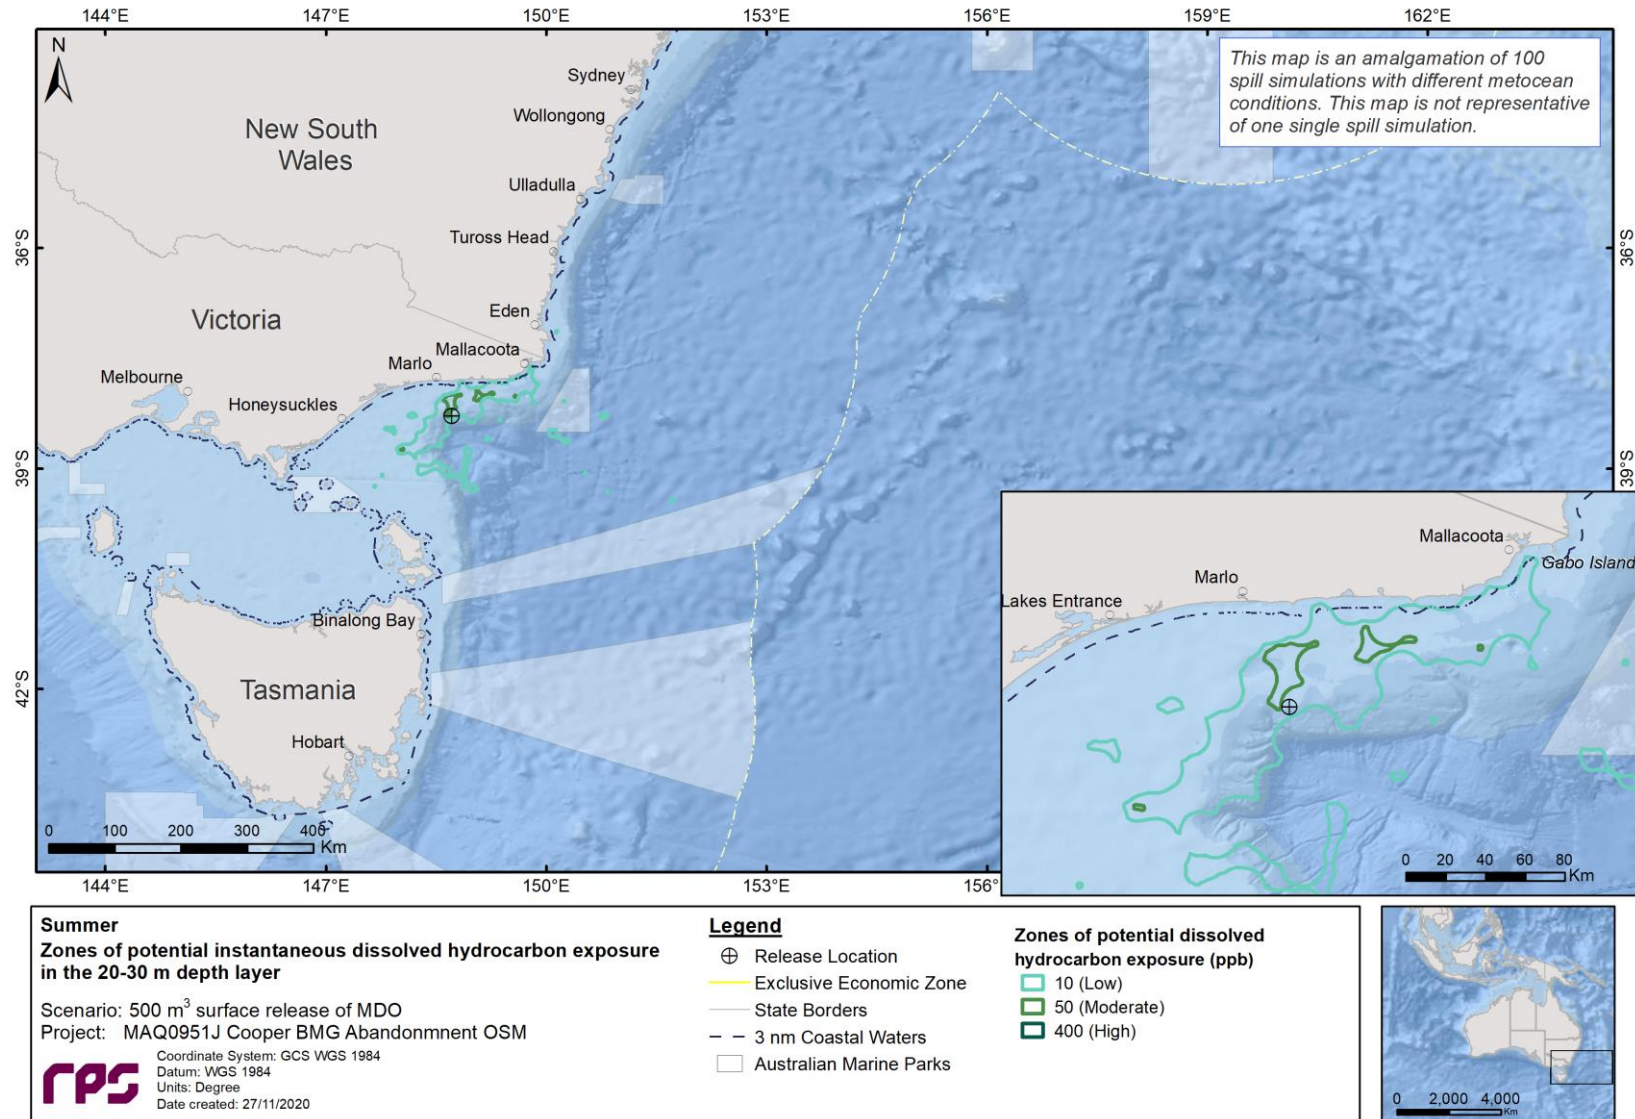 144°E 147°E 150°E 153°E 156°E 159°E 162°E
N
This map is an amalgamation of 100
spill simulations with different metocean
conditions. This map is not representative
of one single spill simulation.
Sydney
Wollongong
New South
Wales
Ulladulla
Tuross Head
36°S 36°S
Eden
Victoria
Mallacoota
Marlo
Melbourne
Honeysuckles
39°S 39°S
Mallacoota
Gabo Island
Marlo
Lakes Entrance
Binalong Bay
Tasmania
42°S
Hobart
0 100 200 300 400
Km
0 20 40 60 80
Km
144°E 147°E 150°E 153°E 156°
Summer
Zones of potential instantaneous dissolved hydrocarbon exposure
in the 20-30 m depth layer
Scenario: 500 m³ surface release of MDO
Project: MAQ0951J Cooper BMG Abandonmnent OSM
rps
Coordinate System: GCS WGS 1984
Datum: WGS 1984
Units: Degree
Date created: 27/11/2020
Legend
Release Location
Exclusive Economic Zone
State Borders
3 nm Coastal Waters
Australian Marine Parks
Zones of potential dissolved
hydrocarbon exposure (ppb)
10 (Low)
50 (Moderate)
400 (High)
0 2,000 4,000
Km